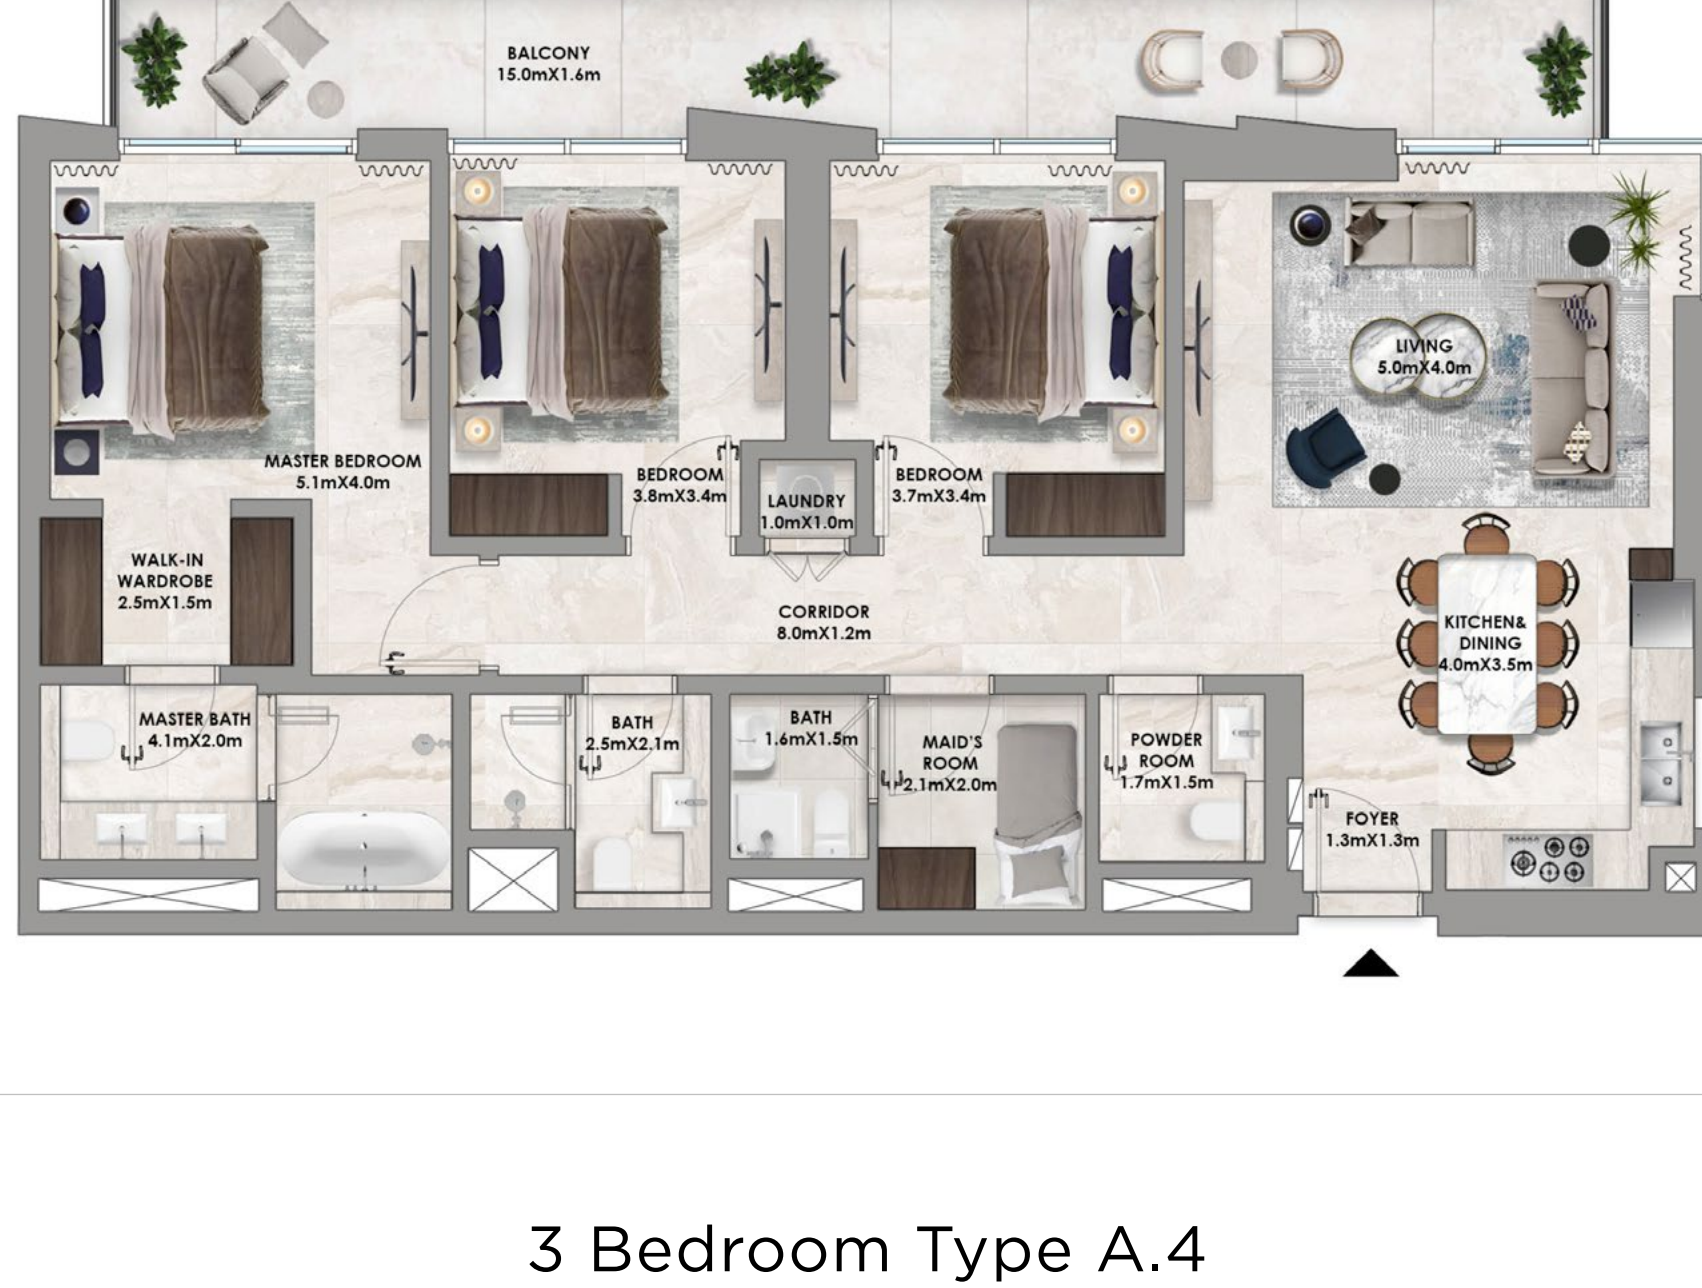 BALCONY
15.0mX1.6m
MASTER BEDROOM
5.1mX4.0m
BEDROOM
3.8mX3.4m
LAUNDRY
1.0mX1.0m
BEDROOM
3.7mX3.4m
LIVING
5.0mX4.0m
WALK-IN
WARDROBE
2.5mX1.5m
CORRIDOR
8.0mX1.2m
KITCHEN&
DINING
4.0mX3.5m
MASTER BATH
4.1mX2.0m
BATH
2.5mX2.1m
BATH
1.6mX1.5m
MAID'S
ROOM
2.1mX2.0m
POWDER
ROOM
1.7mX1.5m
FOYER
1.3mX1.3m
3 Bedroom Type A.4